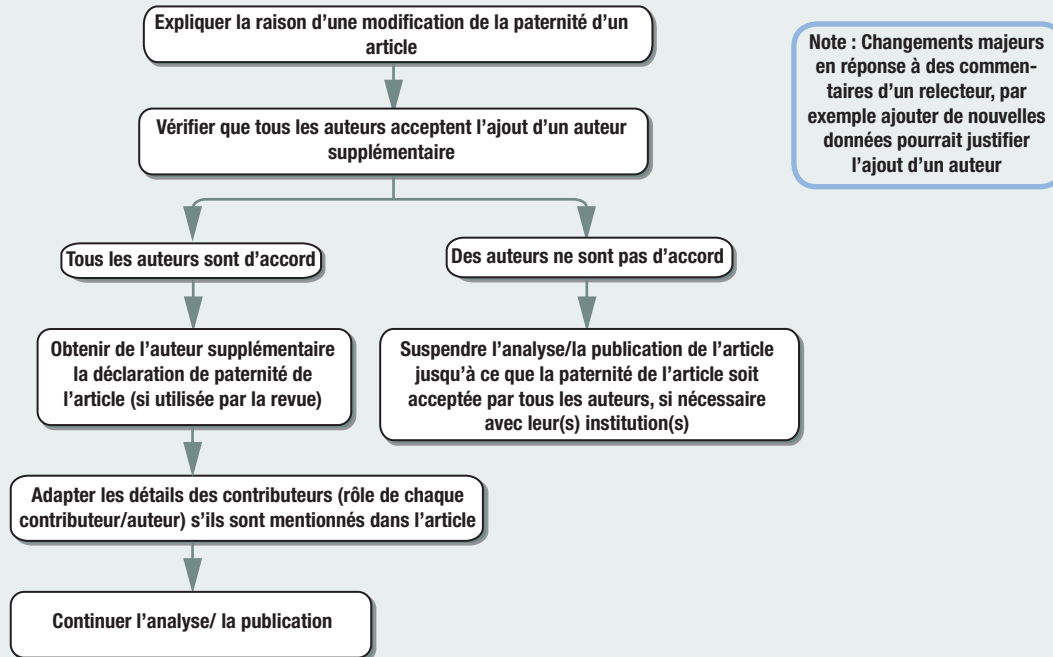 Expliquer la raison d’une modification de la paternité d’un
article
Note : Changements majeurs
en réponse à des commen-
taires d’un relecteur, par
exemple ajouter de nouvelles
données pourrait justifier
l’ajout d’un auteur
Vérifier que tous les auteurs acceptent l’ajout d’un auteur
supplémentaire
Tous les auteurs sont d’accord
Des auteurs ne sont pas d’accord
Obtenir de l’auteur supplémentaire
la déclaration de paternité de
l’article (si utilisée par la revue)
Suspendre l’analyse/la publication de l’article
jusqu’à ce que la paternité de l’article soit
acceptée par tous les auteurs, si nécessaire
avec leur(s) institution(s)
Adapter les détails des contributeurs (rôle de chaque
contributeur/auteur) s’ils sont mentionnés dans l’article
Continuer l’analyse/ la publication